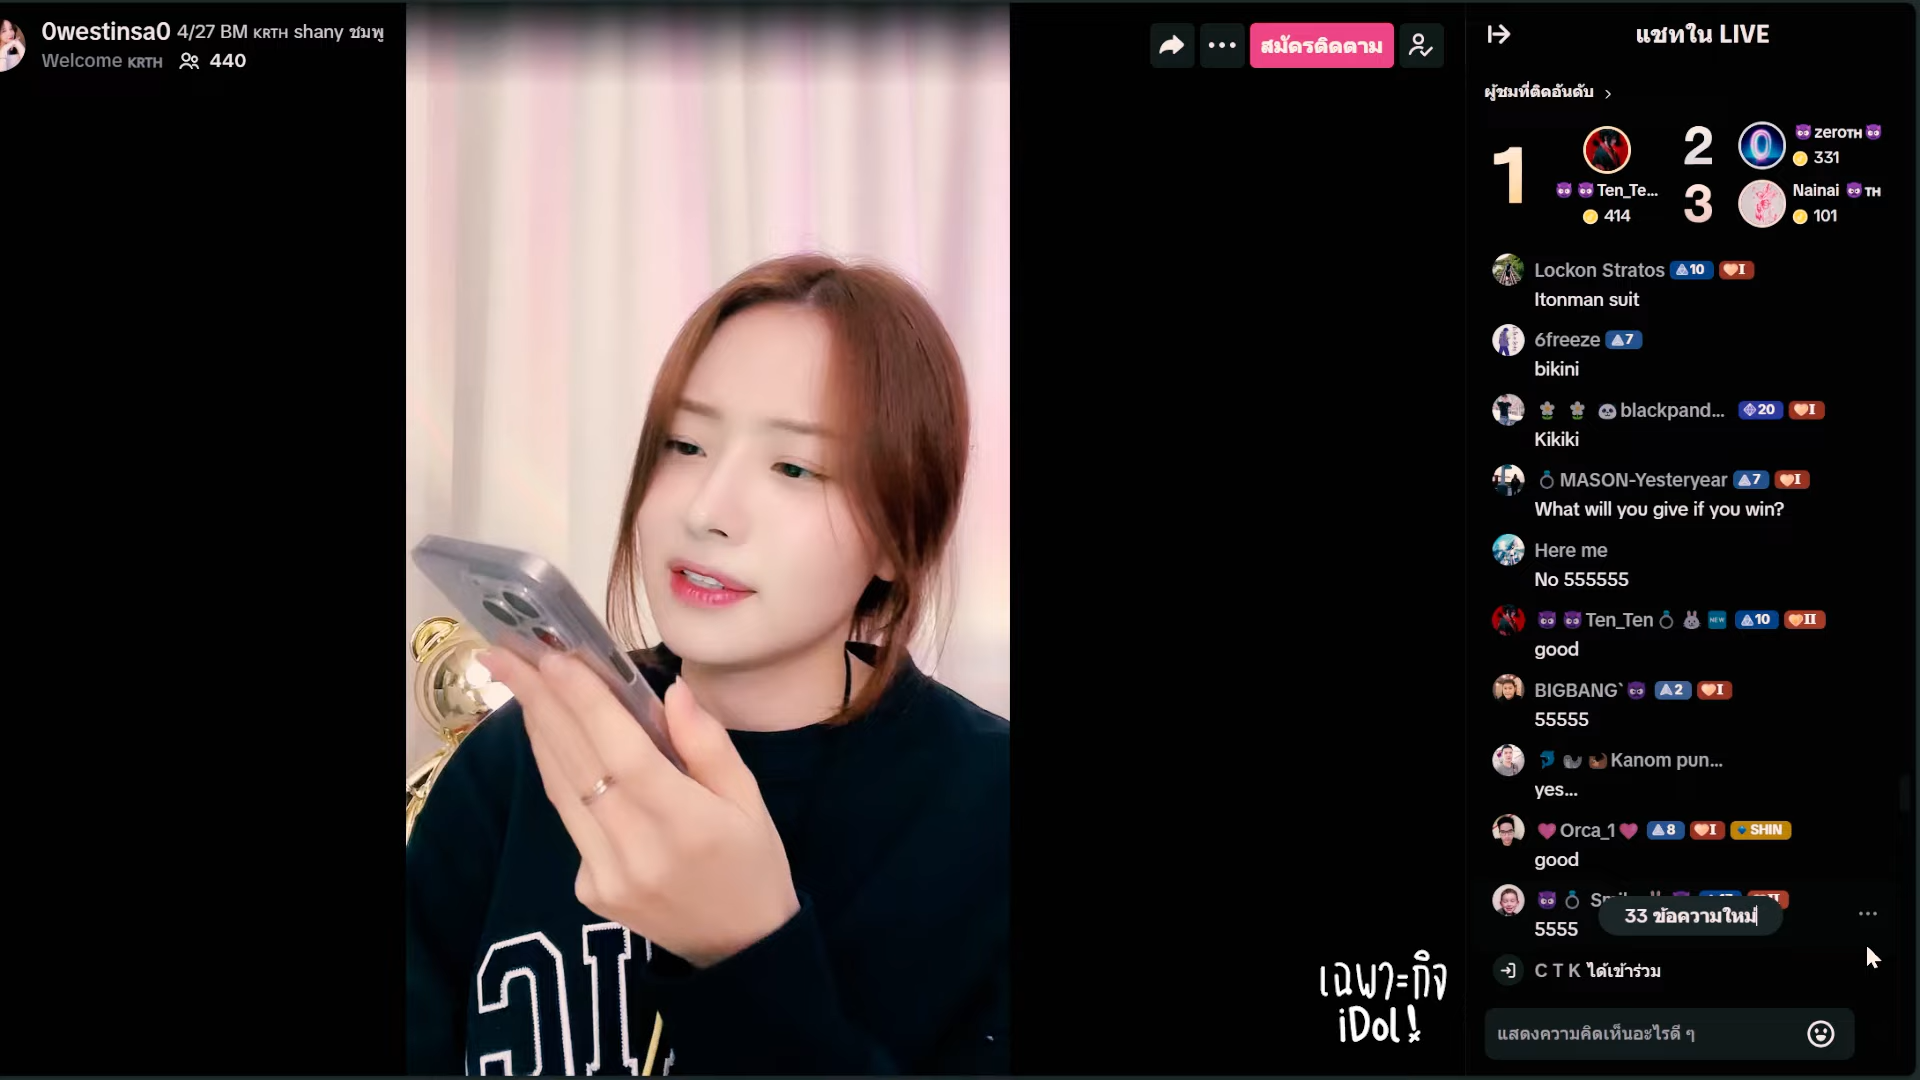 0westinsa0 4/27 BM KRTH shany ชมพู
Welcome KRTH 440
สมัครติดตาม
แชทใน LIVE
ผู้ชมที่ติดอันดับ
1
Ten_Te...
414
2
zeroTH
331
3
Nainai TH
101
Lockon Stratos 10 I
Itonman suit
6freeze 7
bikini
blackpand... 20 I
Kikiki
MASON-Yesteryear 7 I
What will you give if you win?
Here me
No 555555
Ten_Ten NEW 10 II
good
BIGBANG` 2 I
55555
Kanom pun...
yes...
Orca_1 8 I SHIN
good
5555
33 ข้อความใหม่
C T K ได้เข้าร่วม
แสดงความคิดเห็นอะไรดี ๆ
เฉพาะกิจ
iDol!